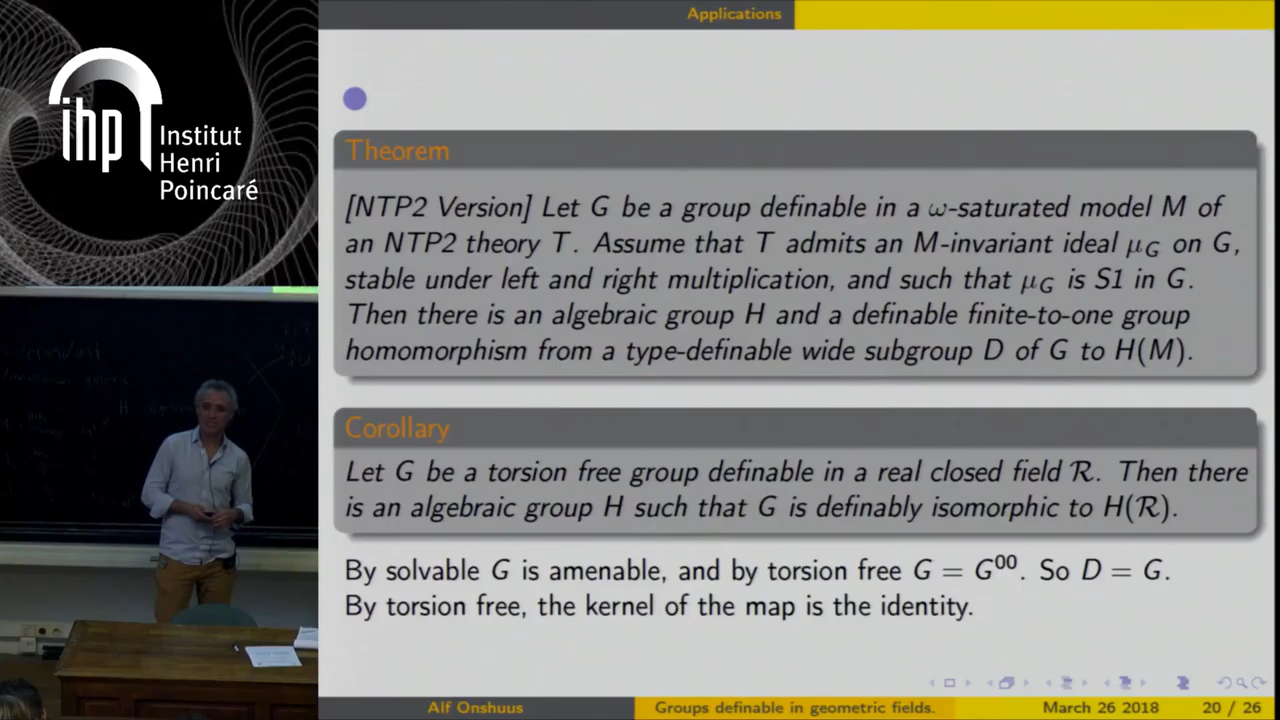 Applications
ihp Institut
Henri
Poincaré
Theorem
[NTP2 Version] Let G be a group definable in a ω-saturated model M of
an NTP2 theory T. Assume that T admits an M-invariant ideal μG on G,
stable under left and right multiplication, and such that μG is S1 in G.
Then there is an algebraic group H and a definable finite-to-one group
homomorphism from a type-definable wide subgroup D of G to H(M).
Corollary
Let G be a torsion free group definable in a real closed field R. Then there
is an algebraic group H such that G is definably isomorphic to H(R).
By solvable G is amenable, and by torsion free G = G⁰⁰. So D = G.
By torsion free, the kernel of the map is the identity.
Alf Onshuus Groups definable in geometric fields. March 26 2018 20 / 26